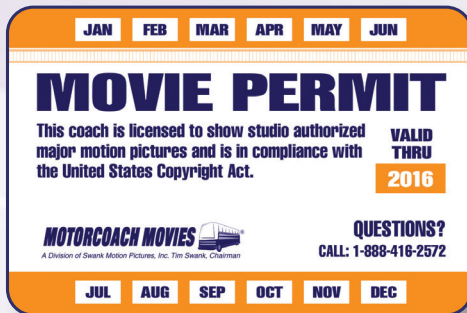 JAN FEB MAR APR MAY JUN
MOVIE PERMIT
This coach is licensed to show studio authorized
major motion pictures and is in compliance with
the United States Copyright Act.
VALID
THRU
2016
MOTORCOACH MOVIES®
A Division of Swank Motion Pictures, Inc. Tim Swank, Chairman
QUESTIONS?
CALL: 1-888-416-2572
JUL AUG SEP OCT NOV DEC